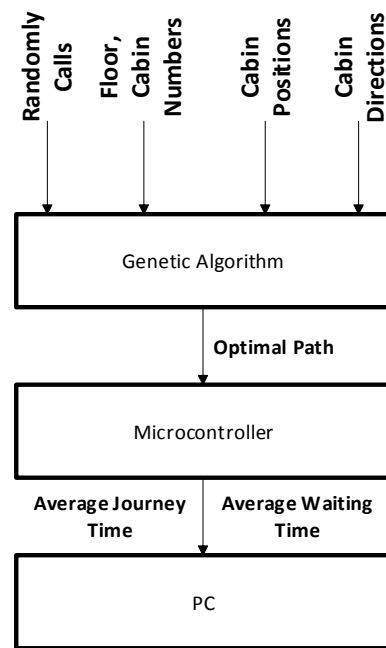 Randomly
Calls
Floor,
Cabin
Numbers
Cabin
Positions
Cabin
Directions
Genetic Algorithm
Optimal Path
Microcontroller
Average Journey
Time
Average Waiting
Time
PC